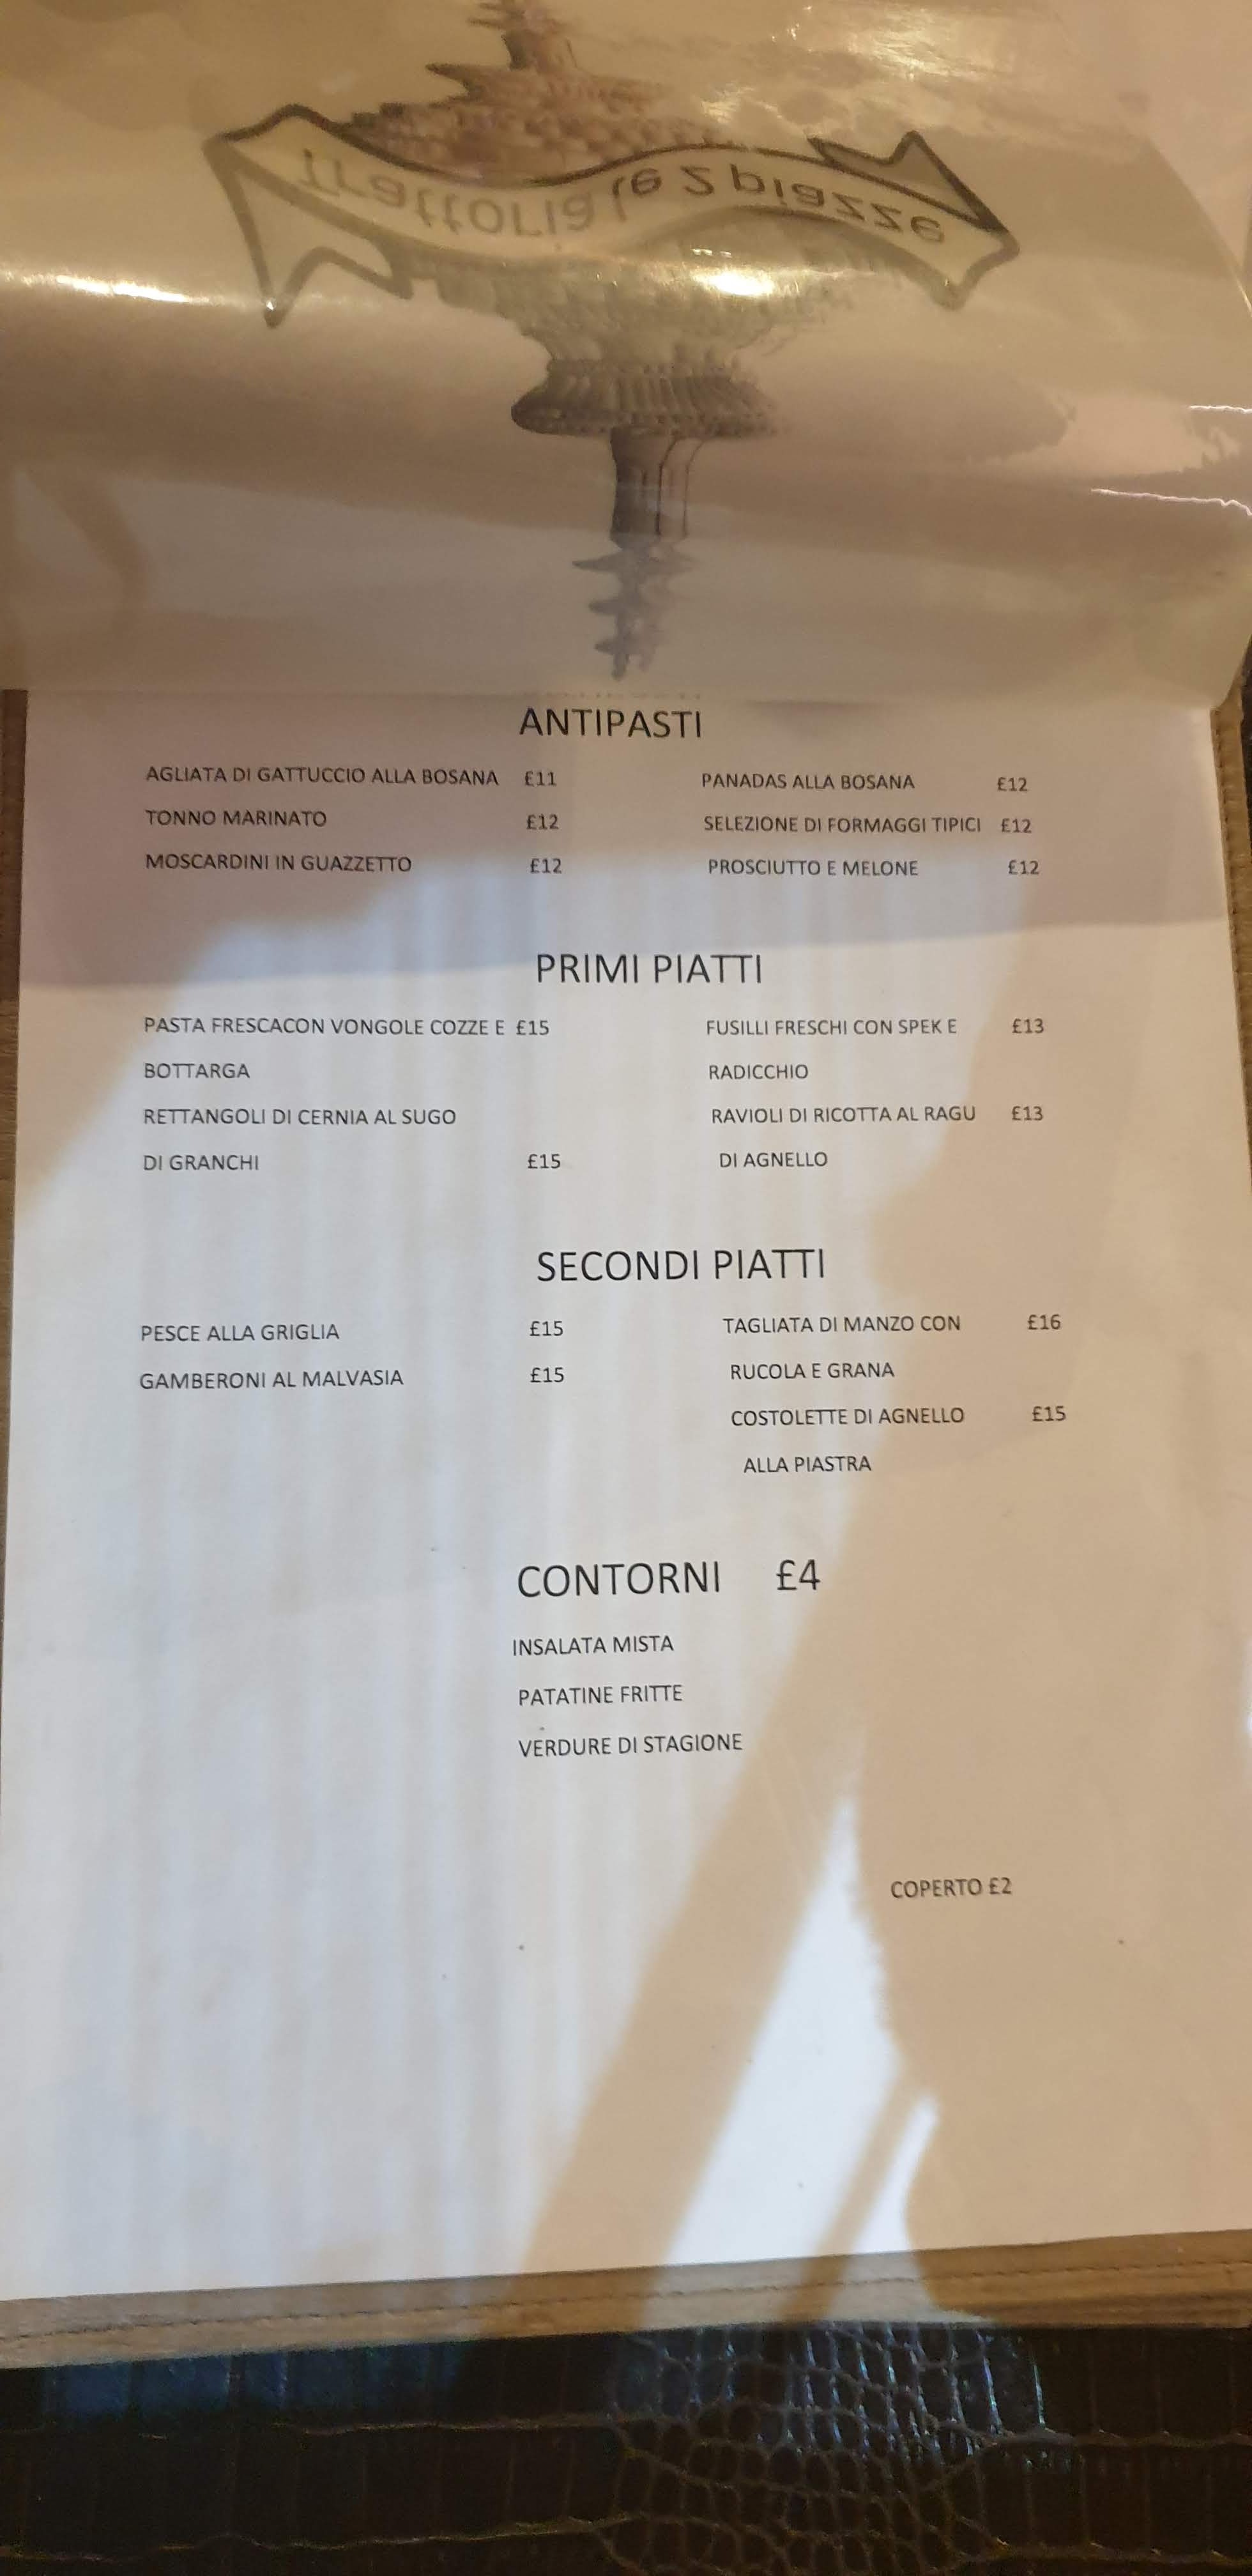 Trattoria le 2 piazze
ANTIPASTI
AGLIATA DI GATTUCCIO ALLA BOSANA £11
TONNO MARINATO £12
MOSCARDINI IN GUAZZETTO £12
PANADAS ALLA BOSANA £12
SELEZIONE DI FORMAGGI TIPICI £12
PROSCIUTTO E MELONE £12
PRIMI PIATTI
PASTA FRESCACON VONGOLE COZZE E £15
BOTTARGA
RETTANGOLI DI CERNIA AL SUGO
DI GRANCHI £15
FUSILLI FRESCHI CON SPEK E £13
RADICCHIO
RAVIOLI DI RICOTTA AL RAGU £13
DI AGNELLO
SECONDI PIATTI
PESCE ALLA GRIGLIA £15
GAMBERONI AL MALVASIA £15
TAGLIATA DI MANZO CON £16
RUCOLA E GRANA
COSTOLETTE DI AGNELLO £15
ALLA PIASTRA
CONTORNI £4
INSALATA MISTA
PATATINE FRITTE
VERDURE DI STAGIONE
COPERTO £2